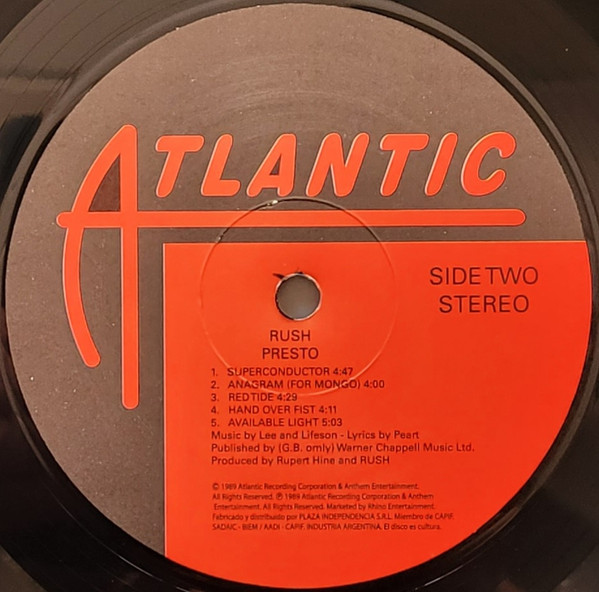 ATLANTIC
SIDE TWO
STEREO
RUSH
PRESTO
1. SUPERCONDUCTOR 4:47
2. ANAGRAM (FOR MONGO) 4:00
3. RED TIDE 4:29
4. HAND OVER FIST 4:11
5. AVAILABLE LIGHT 5:03
Music by Lee and Lifeson - Lyrics by Peart
Published by (G.B. only) Warner Chappell Music Ltd.
Produced by Rupert Hine and RUSH
© 1989 Atlantic Recording Corporation & Anthem Entertainment.
All Rights Reserved. ℗ 1989 Atlantic Recording Corporation & Anthem
Entertainment. All Rights Reserved. Marketed by Rhino Entertainment.
Fabricado y distribuido por PLAZA INDEPENDENCIA S.R.L. Miembro de CAPIF.
SADAIC - BIEM / AADI - CAPIF. INDUSTRIA ARGENTINA. El disco es cultura.